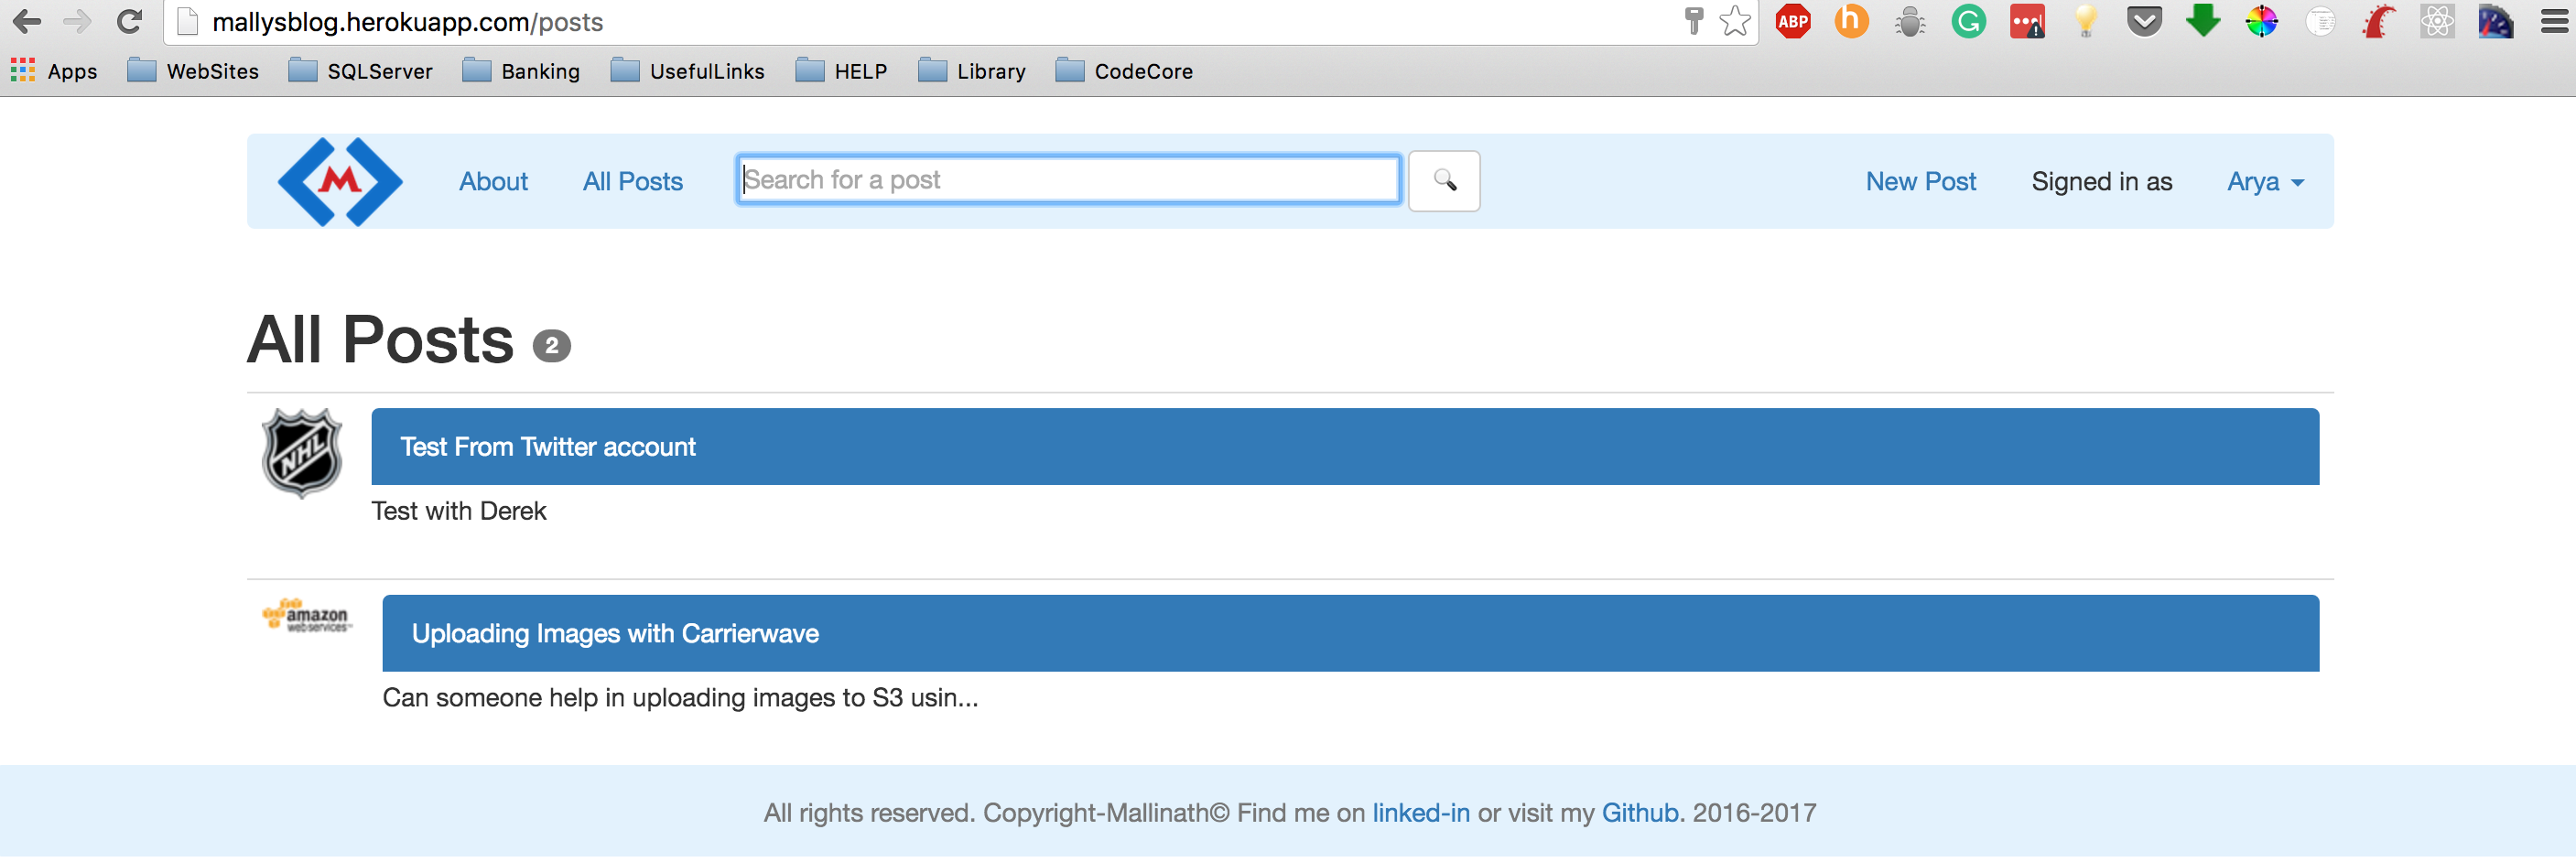 mallysblog.herokuapp.com/posts
ABP
Apps WebSites SQLServer Banking UsefulLinks HELP Library CodeCore
M About All Posts Search for a post New Post Signed in as Arya
All Posts 2
NHL
Test From Twitter account
Test with Derek
amazon
webservices™
Uploading Images with Carrierwave
Can someone help in uploading images to S3 usin...
All rights reserved. Copyright-Mallinath© Find me on linked-in or visit my Github. 2016-2017